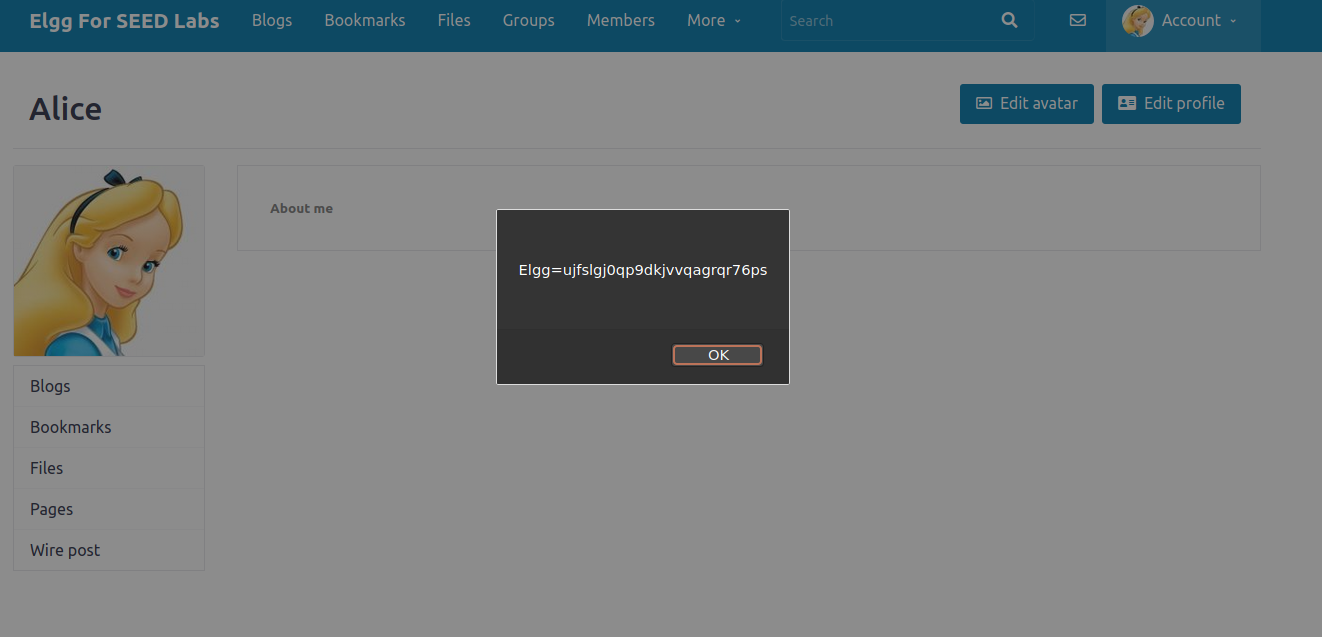 Elgg For SEED Labs Blogs Bookmarks Files Groups Members More Search Account
Alice
Edit avatar Edit profile
About me
Elgg=ujfslgj0qp9dkjvvqagrqr76ps
OK
Blogs
Bookmarks
Files
Pages
Wire post